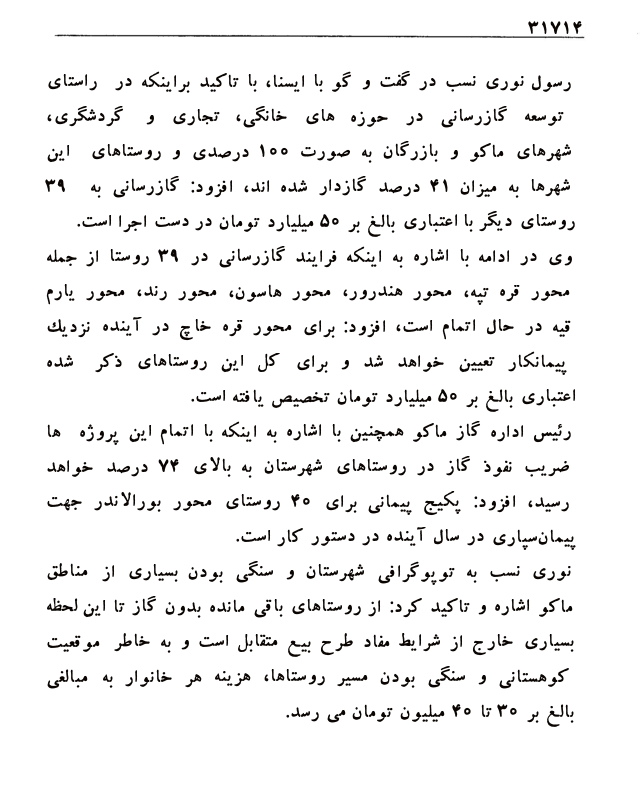 ۳۱۷۱۴
رسول نوری نسب در گفت و گو با ایسنا، با تاکید براینکه در راستای
توسعه گازرسانی در حوزه های خانگی، تجاری و گردشگری،
شهرهای ماکو و بازرگان به صورت ۱۰۰ درصدی و روستاهای این
شهرها به میزان ۴۱ درصد گازدار شده اند، افزود: گازرسانی به ۳۹
روستای دیگر با اعتباری بالغ بر ۵۰ میلیارد تومان در دست اجرا است.
وی در ادامه با اشاره به اینکه فرایند گازرسانی در ۳۹ روستا از جمله
محور قره تپه، محور هندرور، محور هاسون، محور رند، محور یارم
قیه در حال اتمام است، افزود: برای محور قره خاچ در آینده نزدیك
پیمانکار تعیین خواهد شد و برای کل این روستاهای ذکر شده
اعتباری بالغ بر ۵۰ میلیارد تومان تخصیص یافته است.
رئیس اداره گاز ماکو همچنین با اشاره به اینکه با اتمام این پروژه ها
ضریب نفوذ گاز در روستاهای شهرستان به بالای ۷۴ درصد خواهد
رسید، افزود: پکیج پیمانی برای ۴۰ روستای محور بورالاندر جهت
پیمان‌سپاری در سال آینده در دستور کار است.
نوری نسب به توپوگرافی شهرستان و سنگی بودن بسیاری از مناطق
ماکو اشاره و تاکید کرد: از روستاهای باقی مانده بدون گاز تا این لحظه
بسیاری خارج از شرایط مفاد طرح بیع متقابل است و به خاطر موقعیت
کوهستانی و سنگی بودن مسیر روستاها، هزینه هر خانوار به مبالغی
بالغ بر ۳۰ تا ۴۰ میلیون تومان می رسد.